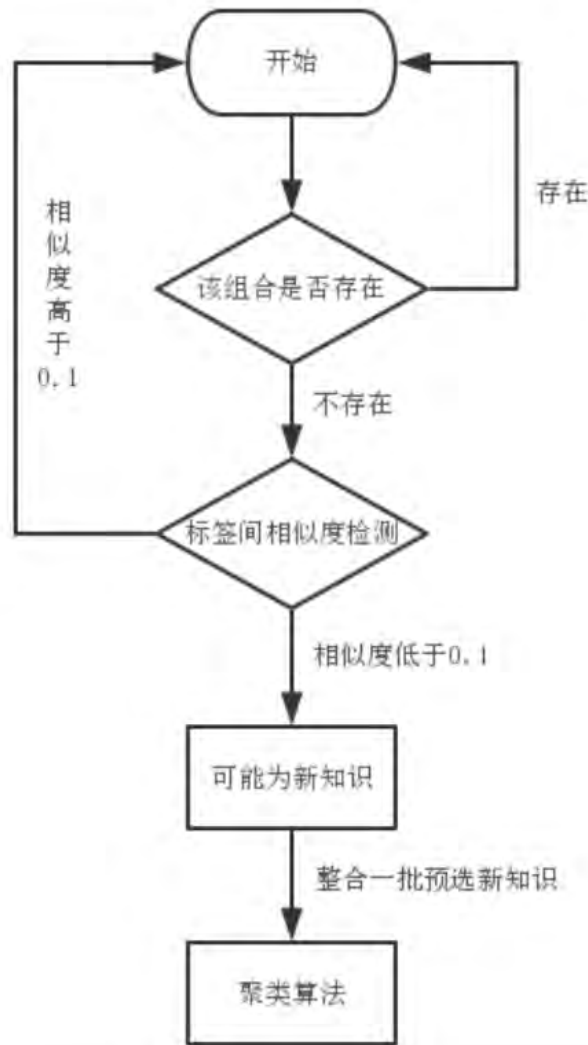 开始
存在
相似度高于0.1
该组合是否存在
不存在
标签间相似度检测
相似度低于0.1
可能为新知识
整合一批预选新知识
聚类算法